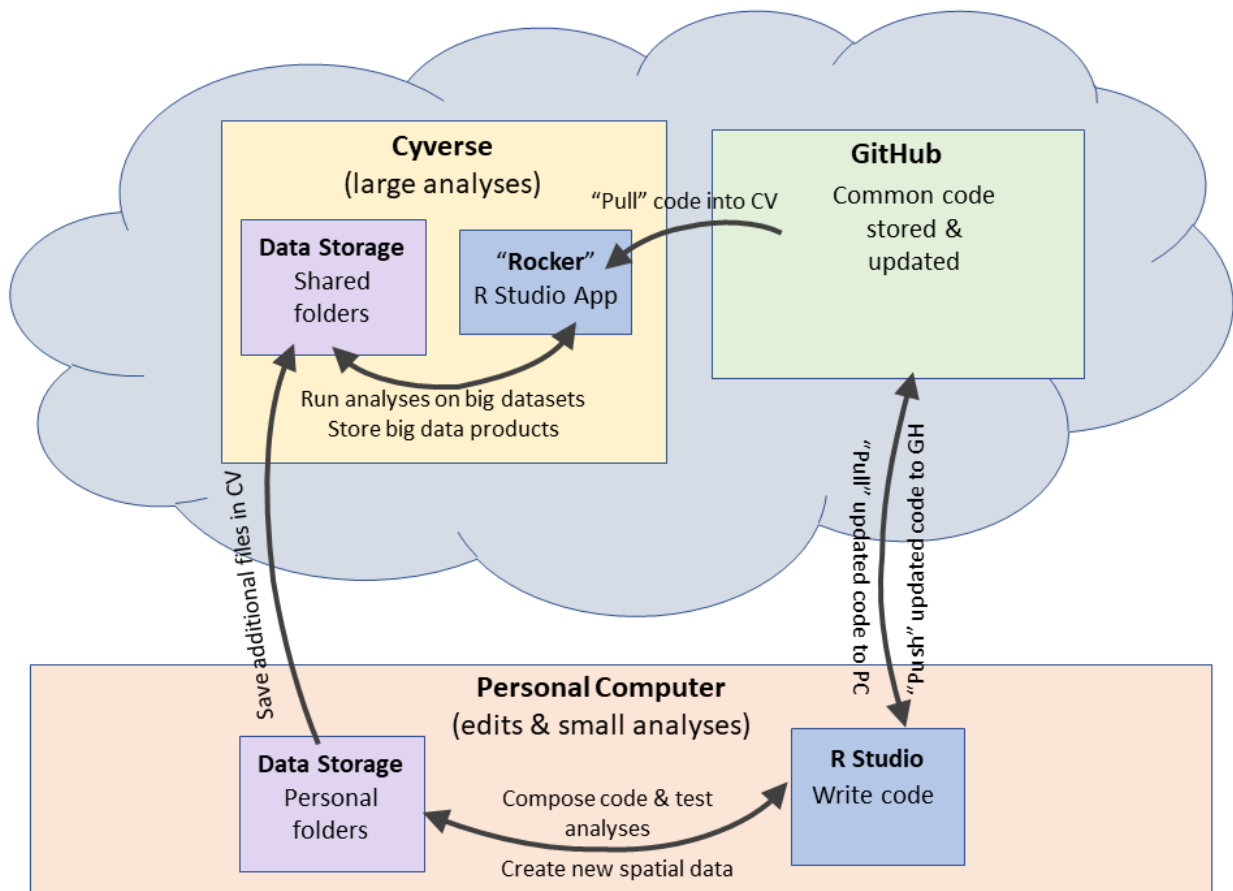 Cyverse
(large analyses)
GitHub
Common code
stored &
updated
“Pull” code into CV
Data Storage
Shared
folders
“Rocker”
R Studio App
Run analyses on big datasets
Store big data products
Save additional files in CV
“Pull” updated code to PC
“Push” updated code to GH
Personal Computer
(edits & small analyses)
Data Storage
Personal
folders
Compose code & test
analyses
Create new spatial data
R Studio
Write code